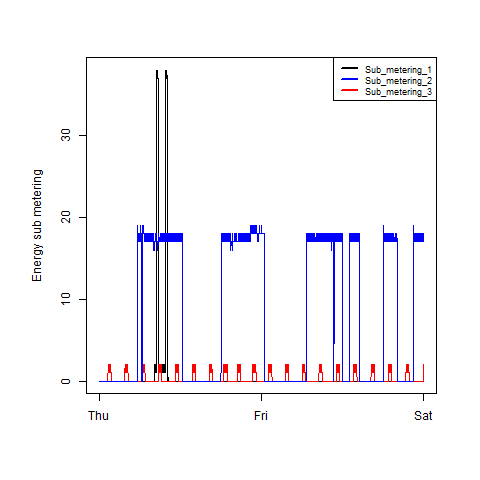 Sub_metering_1
Sub_metering_2
Sub_metering_3
Energy sub metering
30
20
10
0
Thu Fri Sat